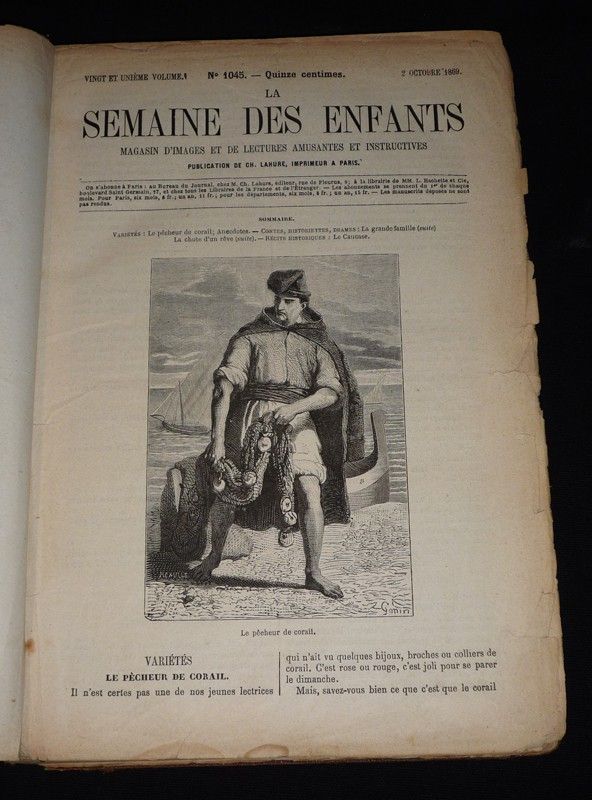 VINGT ET UNIÈME VOLUME. N° 1045. — Quinze centimes. 2 OCTOBRE 1869.
LA
SEMAINE DES ENFANTS
MAGASIN D'IMAGES ET DE LECTURES AMUSANTES ET INSTRUCTIVES
PUBLICATION DE CH. LAHURE, IMPRIMEUR A PARIS.
On s'abonne à Paris : au Bureau du Journal, chez M. Ch. Lahure, éditeur, rue de Fleurus, 9; à la librairie de MM. L. Hachette et Cie,
boulevard Saint Germain, 77, et chez tous les Libraires de la France et de l'Étranger. — Les abonnements se prennent du 1er de chaque
mois. Pour Paris, six mois, 6 fr.; un an, 11 fr.; pour les départements, six mois, 8 fr.; un an, 15 fr. — Les manuscrits déposés ne sont
pas rendus.
SOMMAIRE.
VARIÉTÉS : Le pêcheur de corail; Anecdotes. — CONTES, HISTORIETTES, DRAMES : La grande famille (suite)
La chute d'un rêve (suite). — RÉCITS HISTORIQUES : Le Caucase.
Le pêcheur de corail.
VARIÉTÉS
LE PÊCHEUR DE CORAIL.
Il n'est certes pas une de nos jeunes lectrices
qui n'ait vu quelques bijoux, broches ou colliers de
corail. C'est rose ou rouge, c'est joli pour se parer
le dimanche.
Mais, savez-vous bien ce que c'est que le corail